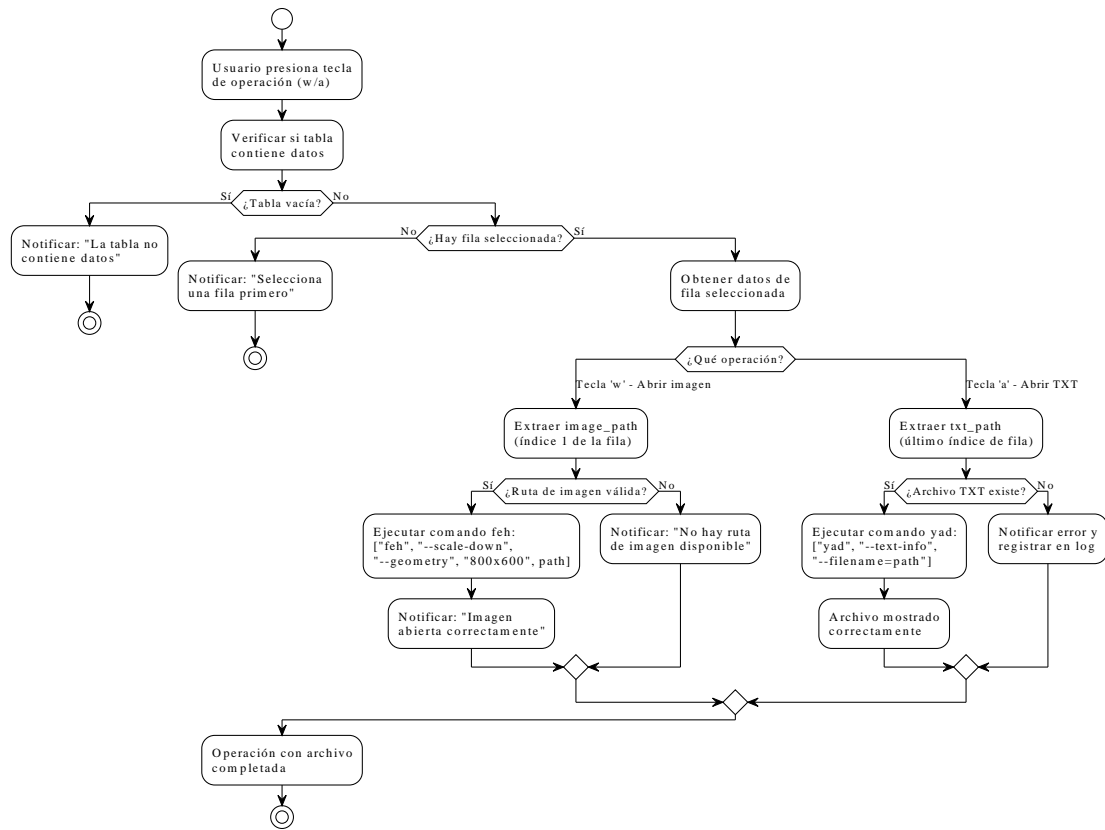 Usuario presiona tecla
de operación (w/a)
Verificar si tabla
contiene datos
Sí
¿Tabla vacía?
No
Notificar: "La tabla no
contiene datos"
No
¿Hay fila seleccionada?
Sí
Notificar: "Selecciona
una fila primero"
Obtener datos de
fila seleccionada
¿Qué operación?
Tecla 'w' - Abrir imagen
Tecla 'a' - Abrir TXT
Extraer image_path
(índice 1 de la fila)
Extraer txt_path
(último índice de fila)
Sí
¿Ruta de imagen válida?
No
Sí
¿Archivo TXT existe?
No
Ejecutar comando feh:
["feh", "--scale-down",
"--geometry", "800x600", path]
Notificar: "No hay ruta
de imagen disponible"
Ejecutar comando yad:
["yad", "--text-info",
"--filename=path"]
Notificar error y
registrar en log
Notificar: "Imagen
abierta correctamente"
Archivo mostrado
correctamente
Operación con archivo
completada